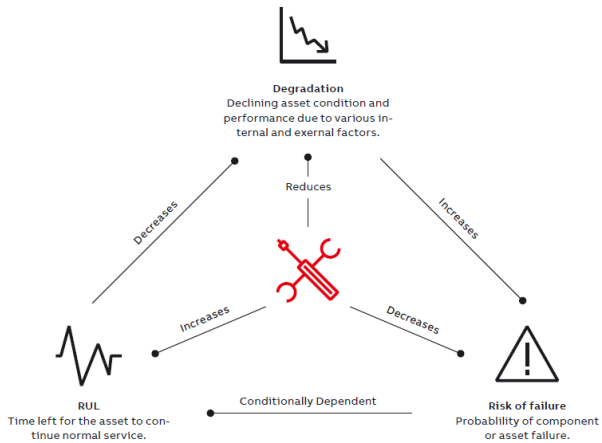 Degradation
Declining asset condition and
performance due to various in-
ternal and exernal factors.
Decreases
Reduces
Increases
Increases
Decreases
RUL
Time left for the asset to con-
tinue normal service.
Conditionally Dependent
Risk of failure
Probablility of component
or asset failure.